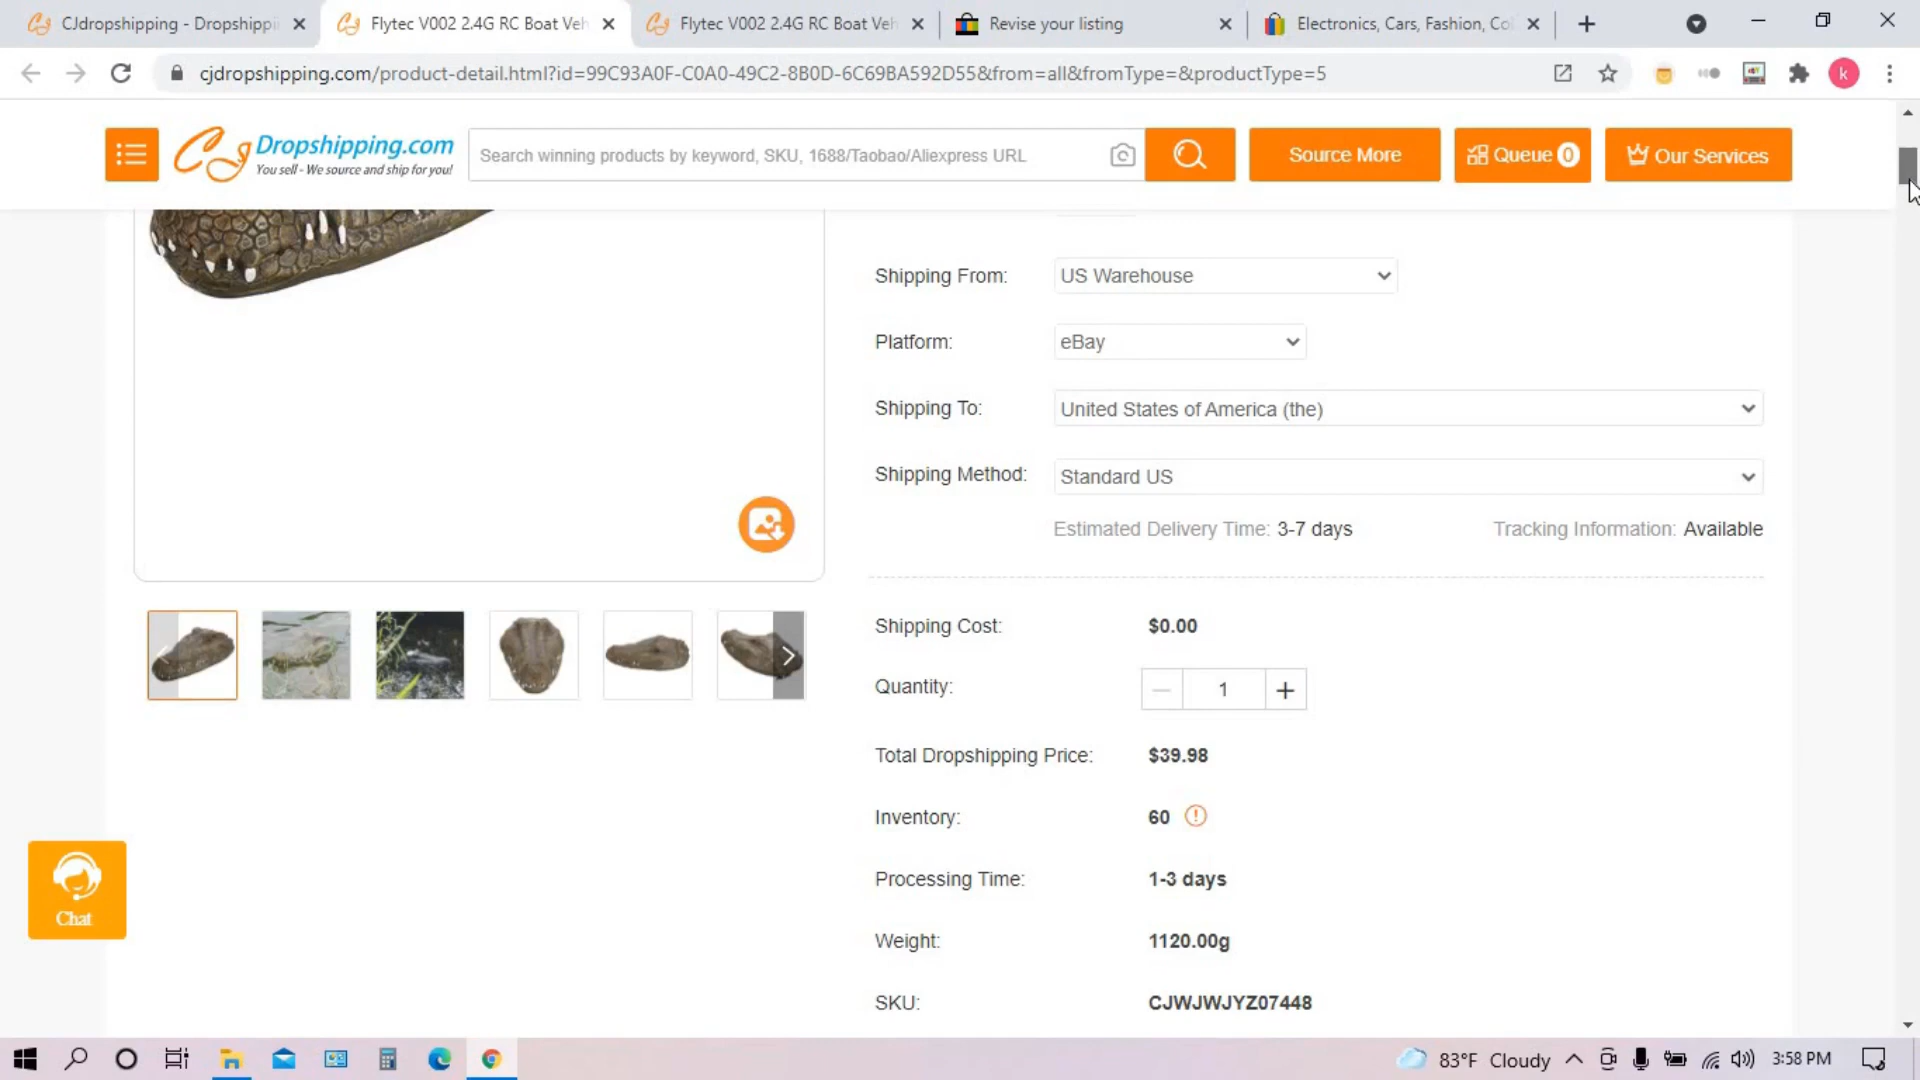 CJdropshipping - Dropshippi
Flytec V002 2.4G RC Boat Veh
Flytec V002 2.4G RC Boat Veh
Revise your listing
Electronics, Cars, Fashion, Col
cjdropshipping.com/product-detail.html?id=99C93A0F-C0A0-49C2-8B0D-6C69BA592D55&from=all&fromType=&productType=5
k
CJ Dropshipping.com
You sell - We source and ship for you!
Search winning products by keyword, SKU, 1688/Taobao/Aliexpress URL
Source More
Queue 0
Our Services
Shipping From: US Warehouse
Platform: eBay
Shipping To: United States of America (the)
Shipping Method: Standard US
Estimated Delivery Time: 3-7 days Tracking Information: Available
Shipping Cost: $0.00
Quantity: 1
Total Dropshipping Price: $39.98
Inventory: 60
Processing Time: 1-3 days
Weight: 1120.00g
SKU: CJWJWJYZ07448
Chat
83°F Cloudy
3:58 PM